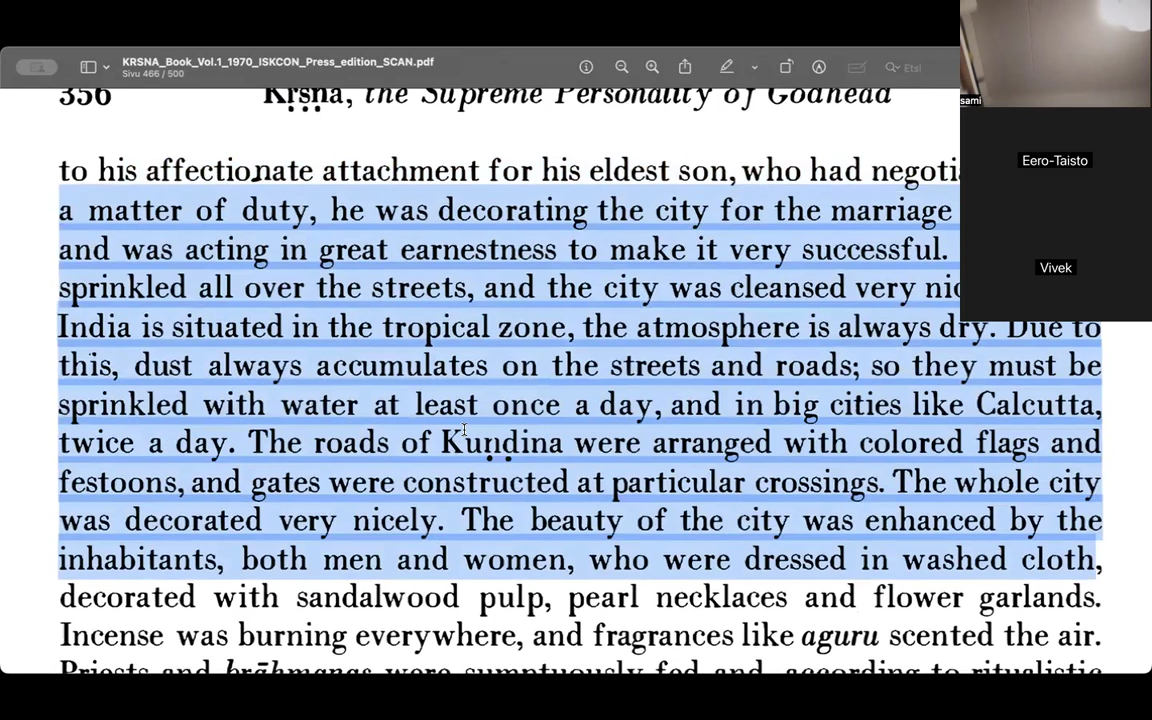 KRSNA_Book_Vol.1_1970_ISKCON_Press_edition_SCAN.pdf
Sivu 466 / 500
Etsi
sami
Eero-Taisto
Vivek
356 Kṛṣṇa, the Supreme Personality of Godhead
to his affectionate attachment for his eldest son, who had negoti
a matter of duty, he was decorating the city for the marriage
and was acting in great earnestness to make it very successful.
sprinkled all over the streets, and the city was cleansed very nic
India is situated in the tropical zone, the atmosphere is always dry. Due to
this, dust always accumulates on the streets and roads; so they must be
sprinkled with water at least once a day, and in big cities like Calcutta,
twice a day. The roads of Kuṇḍina were arranged with colored flags and
festoons, and gates were constructed at particular crossings. The whole city
was decorated very nicely. The beauty of the city was enhanced by the
inhabitants, both men and women, who were dressed in washed cloth,
decorated with sandalwood pulp, pearl necklaces and flower garlands.
Incense was burning everywhere, and fragrances like aguru scented the air.
Priests and brāhmaṇas were sumptuously fed and, according to ritualistic